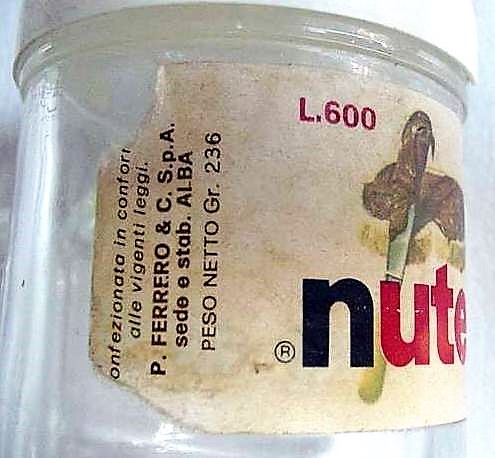 L.600
onfezionata in confor
alle vigenti leggi.
P. FERRERO & C. S.p.A.
sede e stab. ALBA
PESO NETTO Gr. 236
® nute